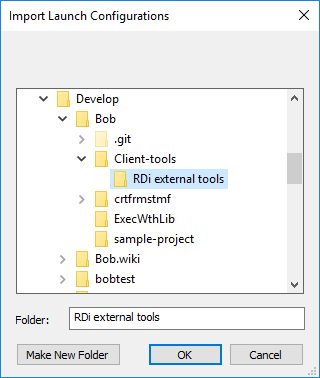 Import Launch Configurations
Develop
Bob
.git
Client-tools
RDi external tools
crtfrmstmf
ExecWthLib
sample-project
Bob.wiki
bobtest
Folder: RDi external tools
Make New Folder OK Cancel